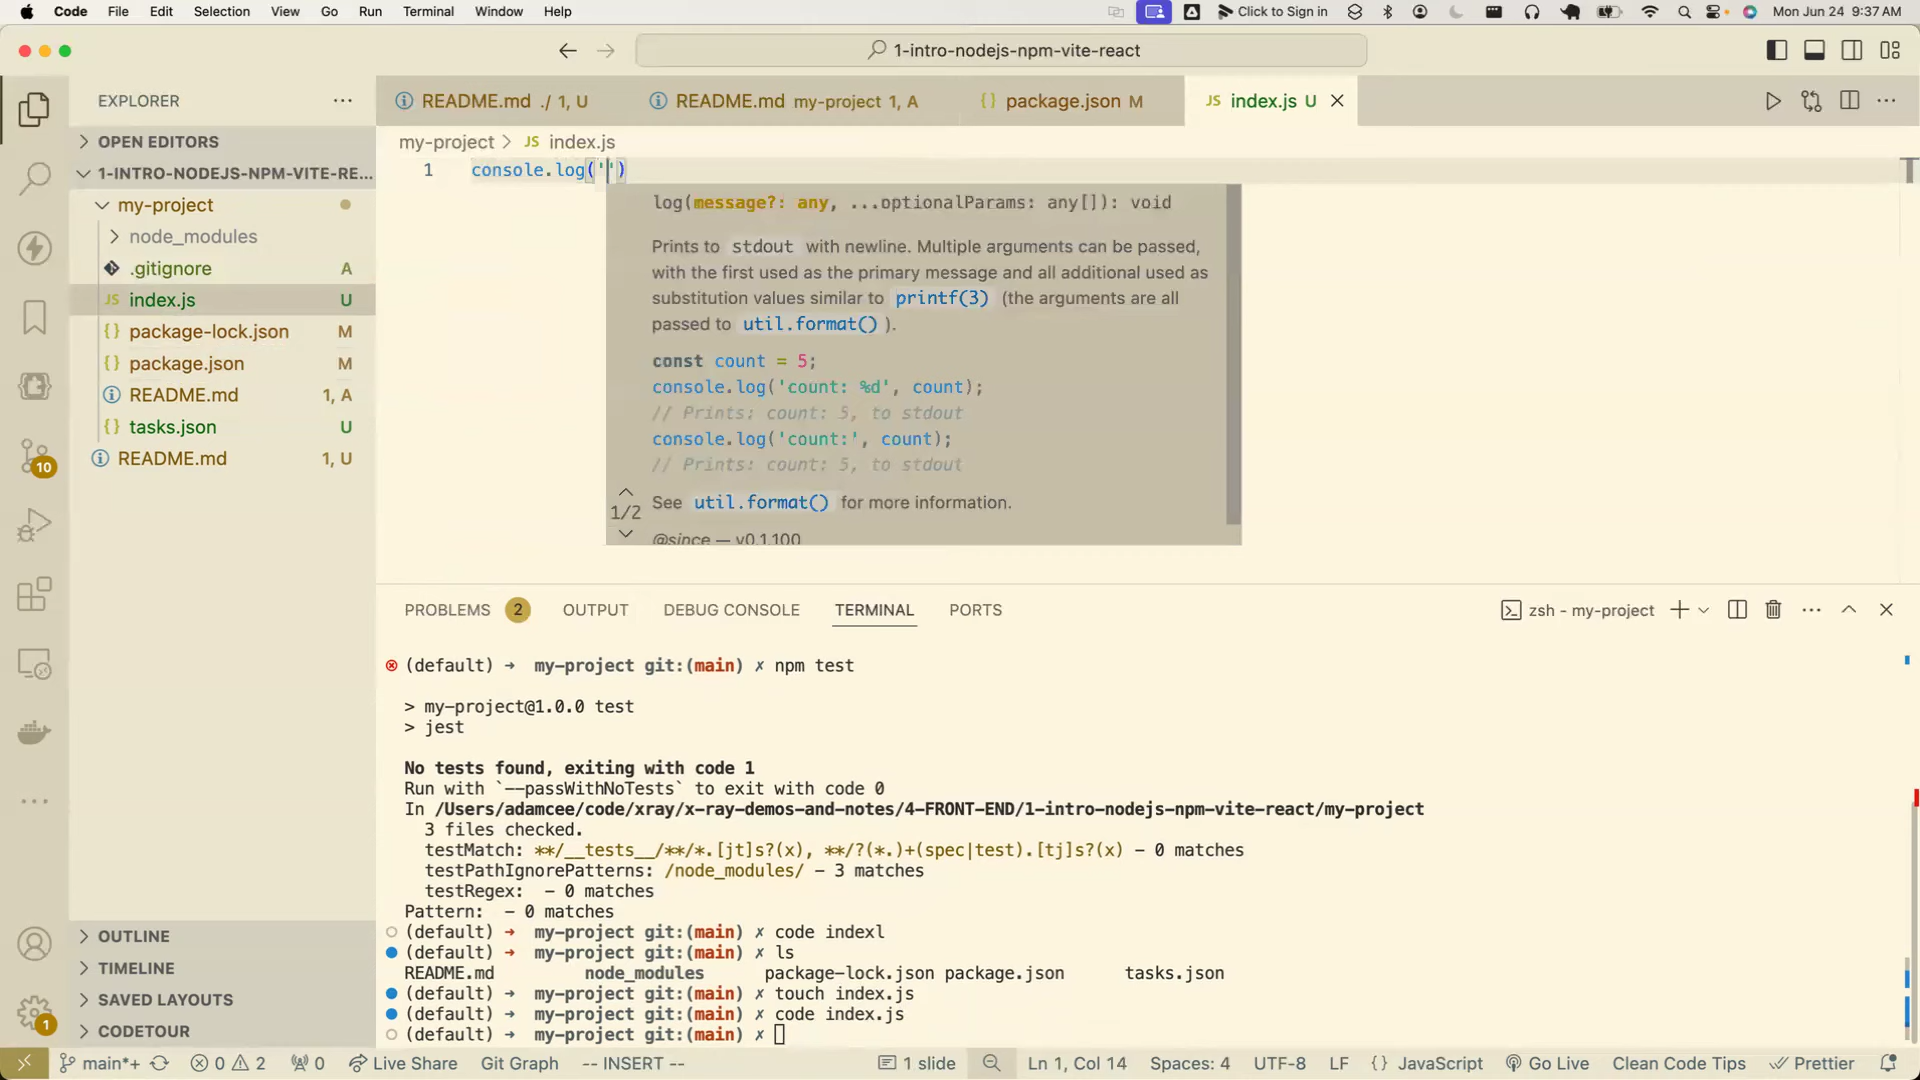 Code File Edit Selection View Go Run Terminal Window Help Click to Sign in Mon Jun 24 9:37 AM
1-intro-nodejs-npm-vite-react
EXPLORER
README.md ./ 1, U README.md my-project 1, A package.json M JS index.js U
OPEN EDITORS
my-project > JS index.js
1-INTRO-NODEJS-NPM-VITE-RE...
1 console.log('')
my-project
node_modules
.gitignore A
JS index.js U
package-lock.json M
package.json M
README.md 1, A
tasks.json U
README.md 1, U
log(message?: any, ...optionalParams: any[]): void
Prints to stdout with newline. Multiple arguments can be passed,
with the first used as the primary message and all additional used as
substitution values similar to printf(3) (the arguments are all
passed to util.format() ).
const count = 5;
console.log('count: %d', count);
// Prints: count: 5, to stdout
console.log('count:', count);
// Prints: count: 5, to stdout
See util.format() for more information.
1/2
@since — v0.1.100
PROBLEMS 2 OUTPUT DEBUG CONSOLE TERMINAL PORTS zsh - my-project
(default) → my-project git:(main) ✗ npm test
> my-project@1.0.0 test
> jest
No tests found, exiting with code 1
Run with `--passWithNoTests` to exit with code 0
In /Users/adamcee/code/xray/x-ray-demos-and-notes/4-FRONT-END/1-intro-nodejs-npm-vite-react/my-project
3 files checked.
testMatch: **/__tests__/**/*.[jt]s?(x), **/?(*.)+(spec|test).[tj]s?(x) - 0 matches
testPathIgnorePatterns: /node_modules/ - 3 matches
testRegex:  - 0 matches
Pattern:  - 0 matches
(default) → my-project git:(main) ✗ code indexl
(default) → my-project git:(main) ✗ ls
README.md node_modules package-lock.json package.json tasks.json
(default) → my-project git:(main) ✗ touch index.js
(default) → my-project git:(main) ✗ code index.js
(default) → my-project git:(main) ✗
10
OUTLINE
TIMELINE
SAVED LAYOUTS
CODETOUR
1
main*+ 0 2 0 Live Share Git Graph -- INSERT -- 1 slide Ln 1, Col 14 Spaces: 4 UTF-8 LF {} JavaScript Go Live Clean Code Tips Prettier